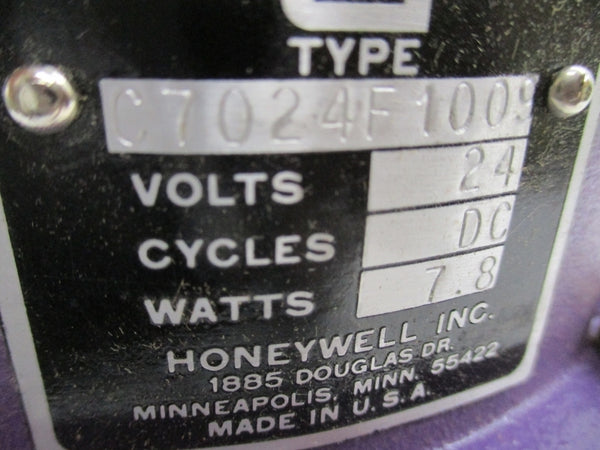 TYPE
C7024F1009
VOLTS 24
CYCLES DC
WATTS 7.8
HONEYWELL INC.
1885 DOUGLAS DR.
MINNEAPOLIS, MINN. 55422
MADE IN U.S.A.